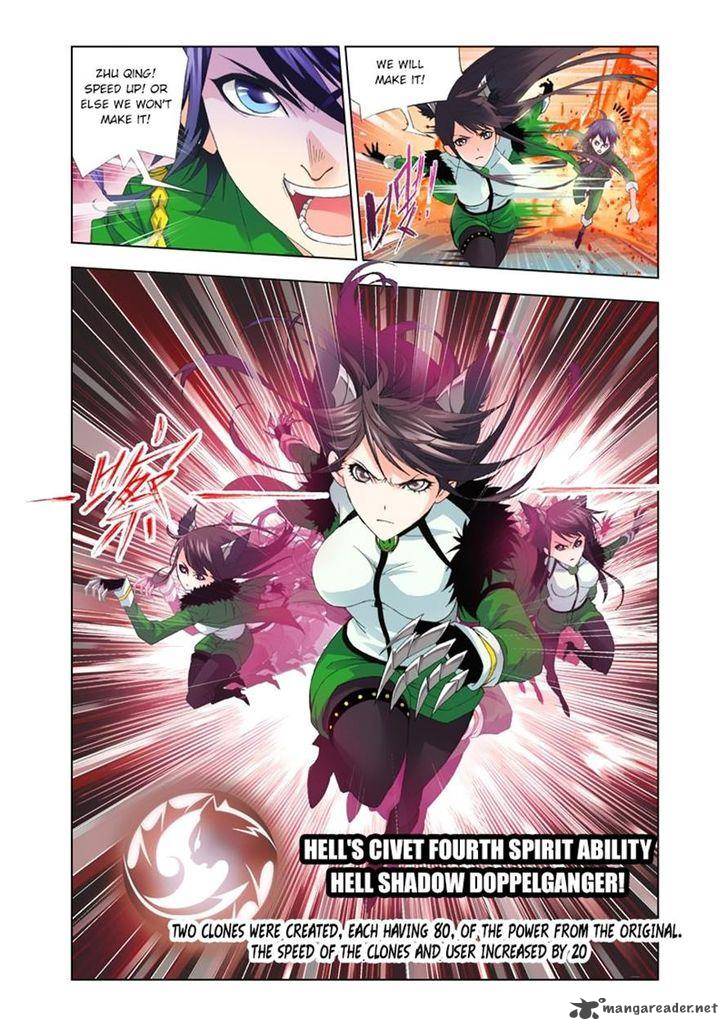 ZHU QING!
SPEED UP! OR
ELSE WE WON'T
MAKE IT!
WE WILL
MAKE IT!
HELL'S CIVET FOURTH SPIRIT ABILITY
HELL SHADOW DOPPELGANGER!
TWO CLONES WERE CREATED, EACH HAVING 80, OF THE POWER FROM THE ORIGINAL.
THE SPEED OF THE CLONES AND USER INCREASED BY 20
mangareader.net